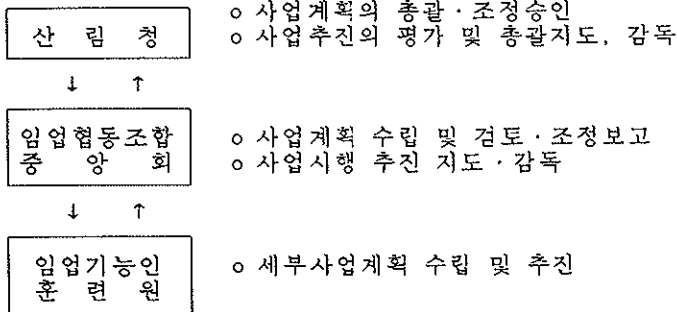 산 림 청
o 사업계획의 총괄·조정승인
o 사업추진의 평가 및 총괄지도, 감독
↓ ↑
임업협동조합
중 앙 회
o 사업계획 수립 및 검토·조정보고
o 사업시행 추진 지도·감독
↓ ↑
임업기능인
훈 련 원
o 세부사업계획 수립 및 추진